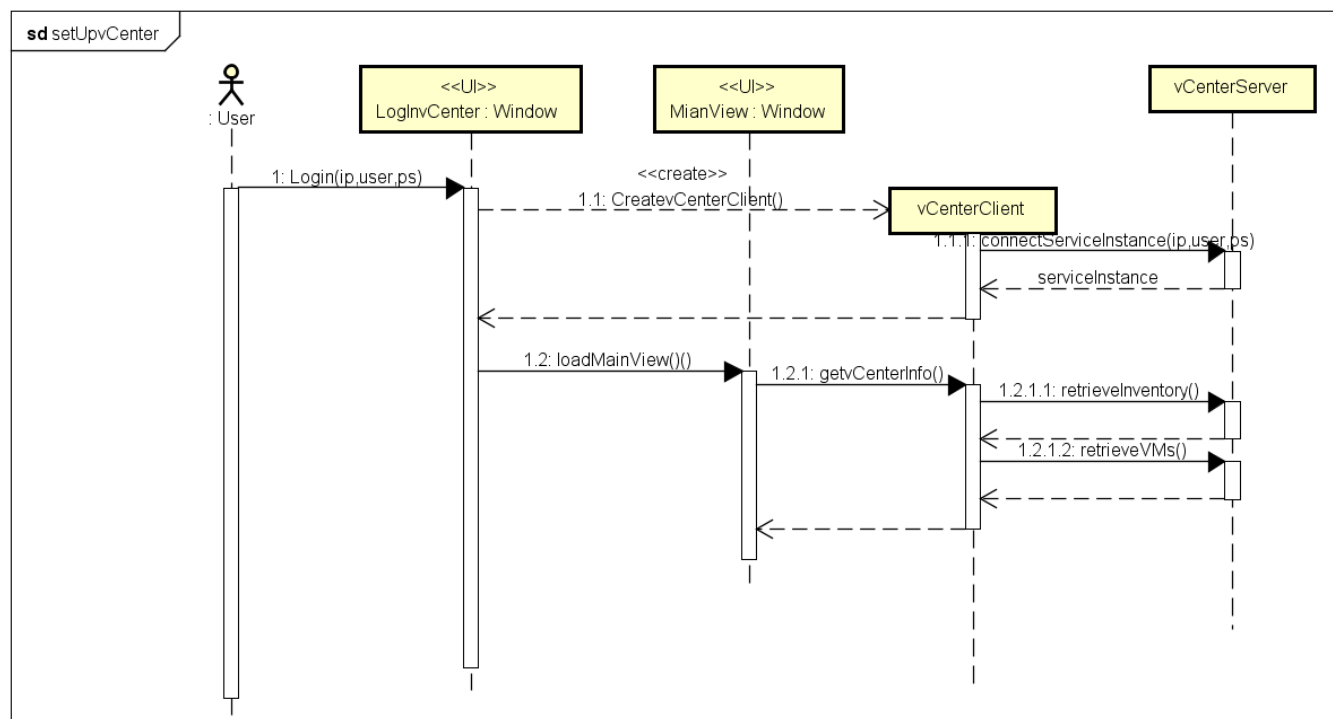 sd setUpvCenter
: User
<<UI>>
LogInvCenter : Window
<<UI>>
MianView : Window
vCenterServer
1: Login(ip,user,ps)
<<create>>
1.1: CreatevCenterClient()
vCenterClient
1.1.1: connectServiceInstance(ip,user,ps)
serviceInstance
1.2: loadMainView()()
1.2.1: getvCenterInfo()
1.2.1.1: retrieveInventory()
1.2.1.2: retrieveVMs()